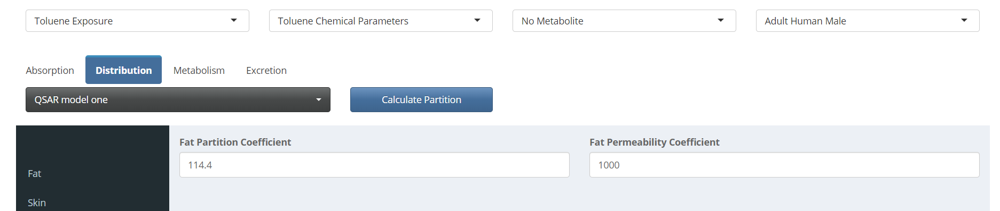 Toluene Exposure
Toluene Chemical Parameters
No Metabolite
Adult Human Male
Absorption
Distribution
Metabolism
Excretion
QSAR model one
Calculate Partition
Fat
Skin
Fat Partition Coefficient
114.4
Fat Permeability Coefficient
1000